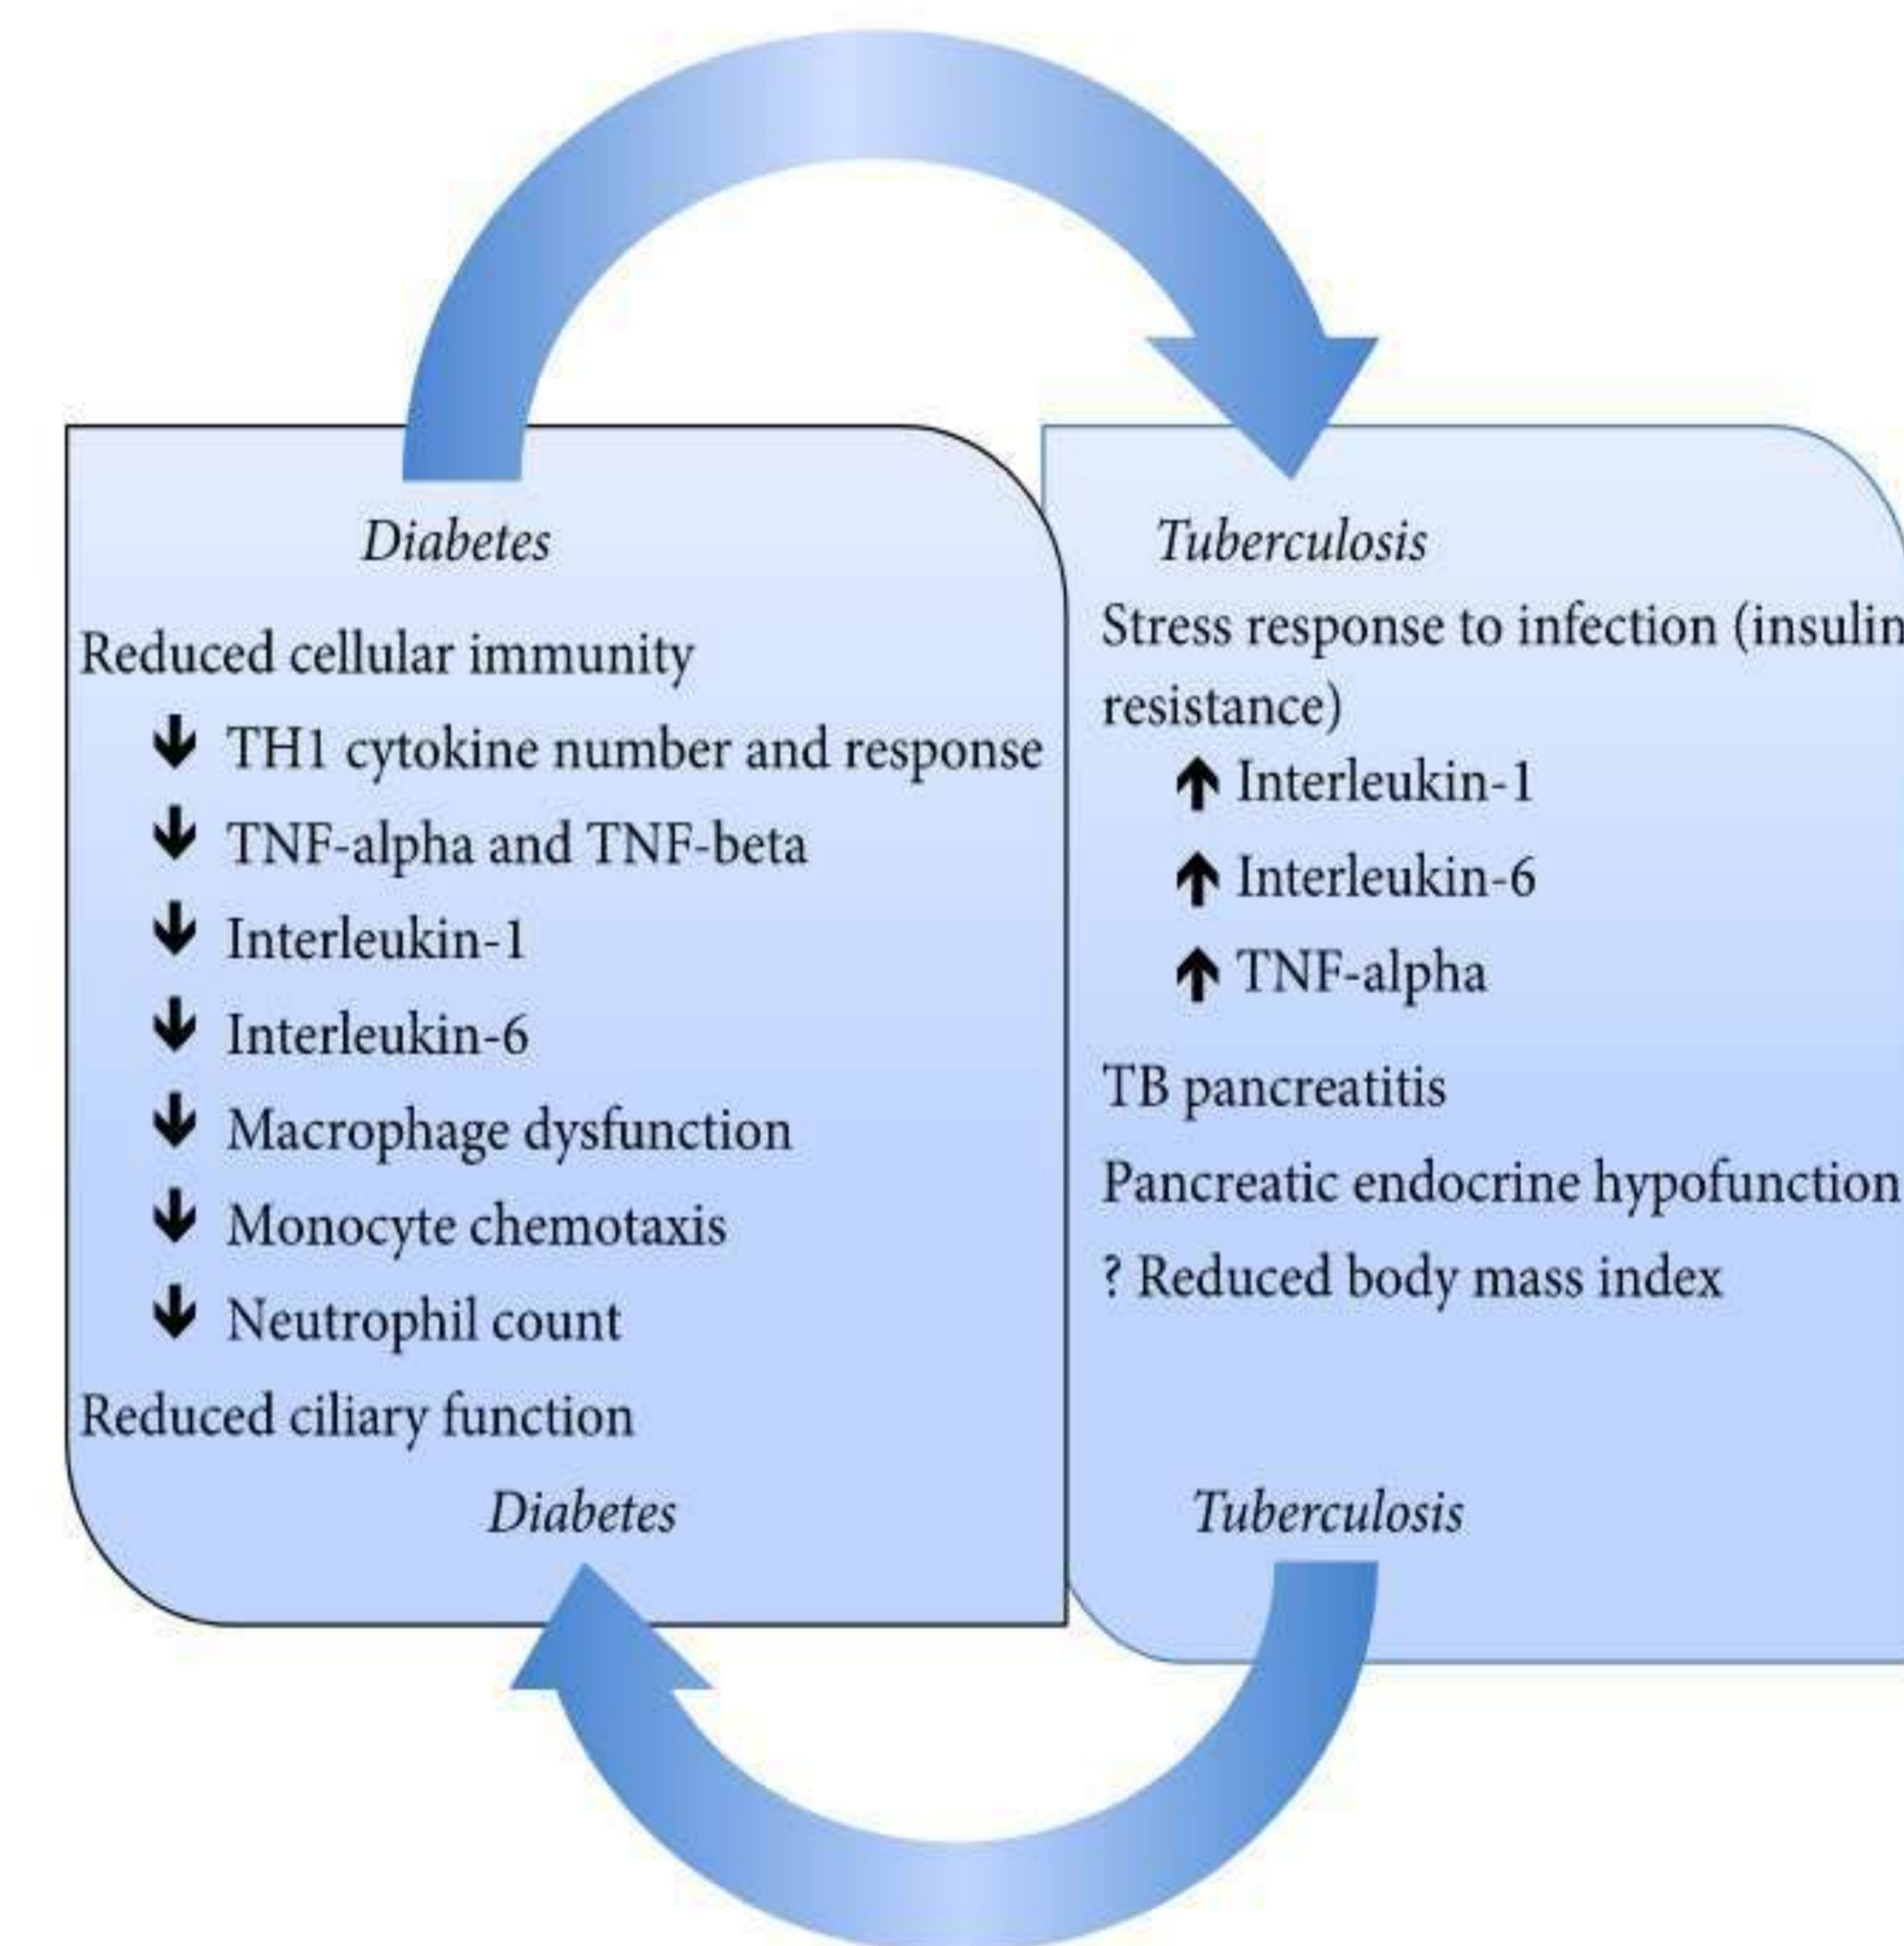 Diabetes
Reduced cellular immunity
↓ TH1 cytokine number and response
↓ TNF-alpha and TNF-beta
↓ Interleukin-1
↓ Interleukin-6
↓ Macrophage dysfunction
↓ Monocyte chemotaxis
↓ Neutrophil count
Reduced ciliary function
Diabetes
Tuberculosis
Stress response to infection (insulin
resistance)
↑ Interleukin-1
↑ Interleukin-6
↑ TNF-alpha
TB pancreatitis
Pancreatic endocrine hypofunction
? Reduced body mass index
Tuberculosis